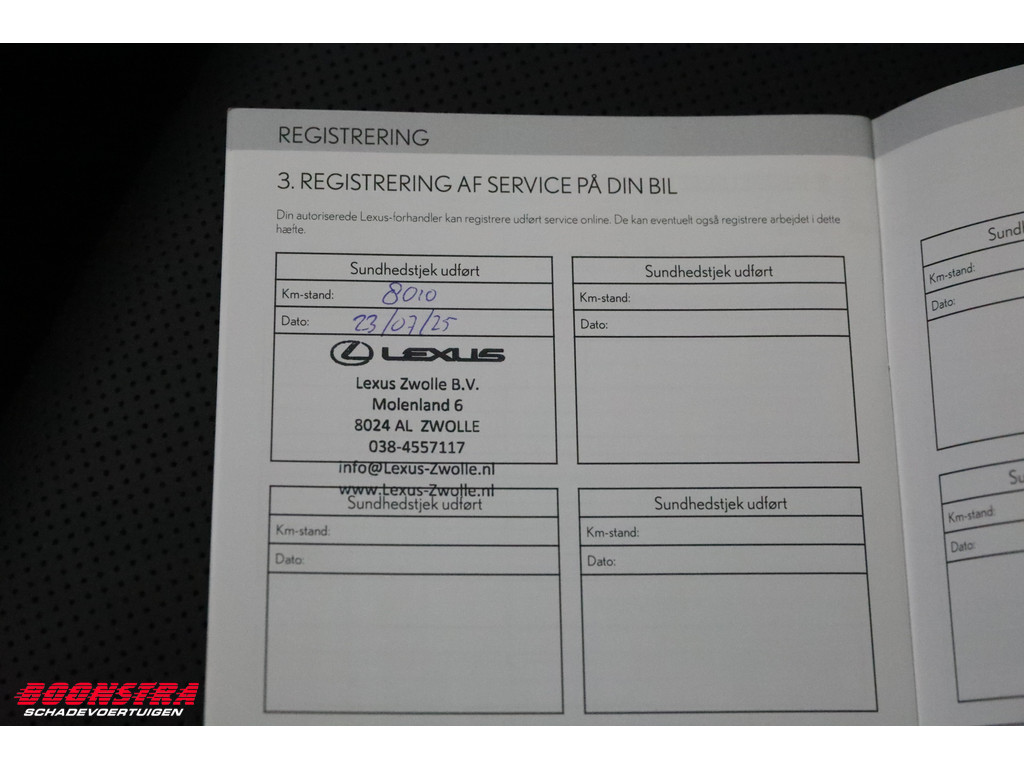 REGISTRERING
3. REGISTRERING AF SERVICE PÅ DIN BIL
Din autoriserede Lexus-forhandler kan registrere udført service online. De kan eventuelt også registrere arbejdet i dette
hæfte.
Sundhedstjek udført
Km-stand: 8010
Dato: 23/07/25
LEXUS
Lexus Zwolle B.V.
Molenland 6
8024 AL ZWOLLE
038-4557117
info@Lexus-Zwolle.nl
www.Lexus-Zwolle.nl
Sundhedstjek udført
Km-stand:
Dato:
Sundhedstjek udført
Km-stand:
Dato:
Sundhedstjek udført
Km-stand:
Dato:
Km-stand:
Dato:
Km-stand:
Dato:
BOONSTRA
SCHADEVOERTUIGEN